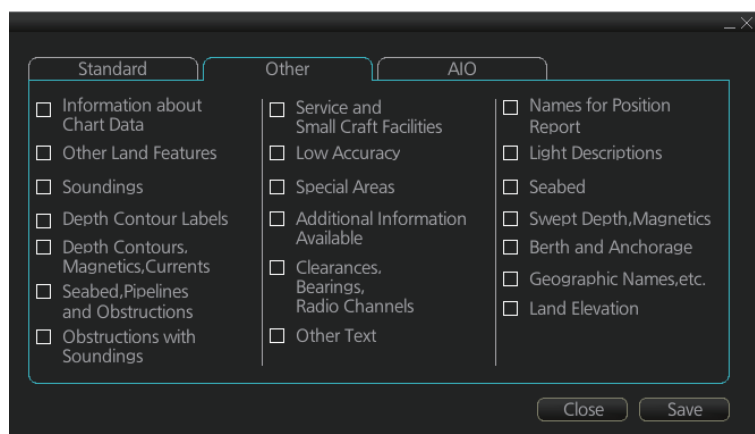 Standard
Other
AIO
Information about
Chart Data
Other Land Features
Soundings
Depth Contour Labels
Depth Contours.
Magnetics,Currents
Seabed,Pipelines
and Obstructions
Obstructions with
Soundings
Service and
Small Craft Facilities
Low Accuracy
Special Areas
Additional Information
Available
Clearances.
Bearings,
Radio Channels
Other Text
Names for Position
Report
Light Descriptions
Seabed
Swept Depth,Magnetics
Berth and Anchorage
Geographic Names,etc.
Land Elevation
Close
Save